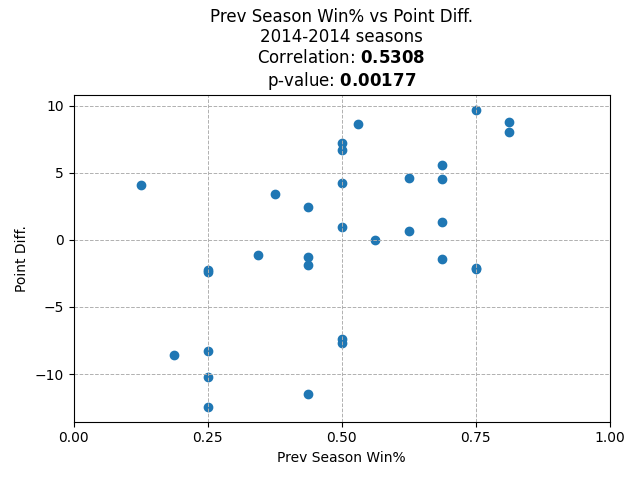 Prev Season Win% vs Point Diff.
2014-2014 seasons
Correlation: 0.5308
p-value: 0.00177
10
5
0
−5
−10
Point Diff.
0.00 0.25 0.50 0.75 1.00
Prev Season Win%